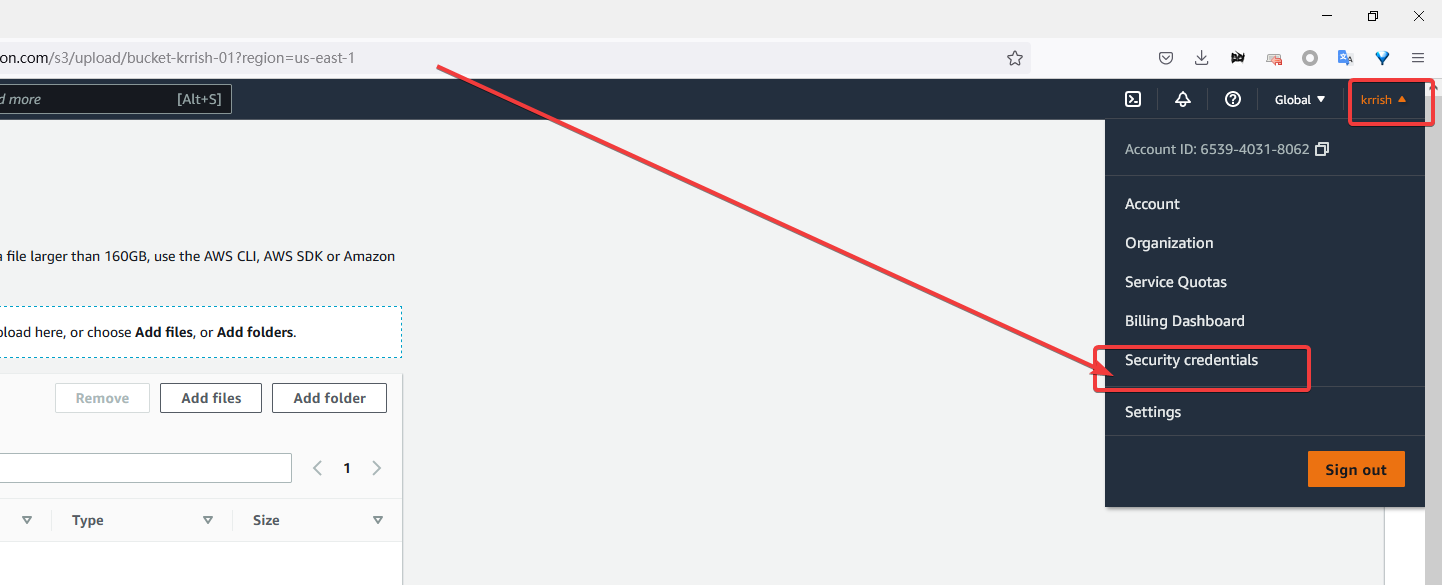 on.com/s3/upload/bucket-krrish-01?region=us-east-1
d more [Alt+S] Global krrish
Account ID: 6539-4031-8062
Account
Organization
Service Quotas
Billing Dashboard
Security credentials
Settings
Sign out
a file larger than 160GB, use the AWS CLI, AWS SDK or Amazon
pload here, or choose Add files, or Add folders.
Remove Add files Add folder
1
Type Size